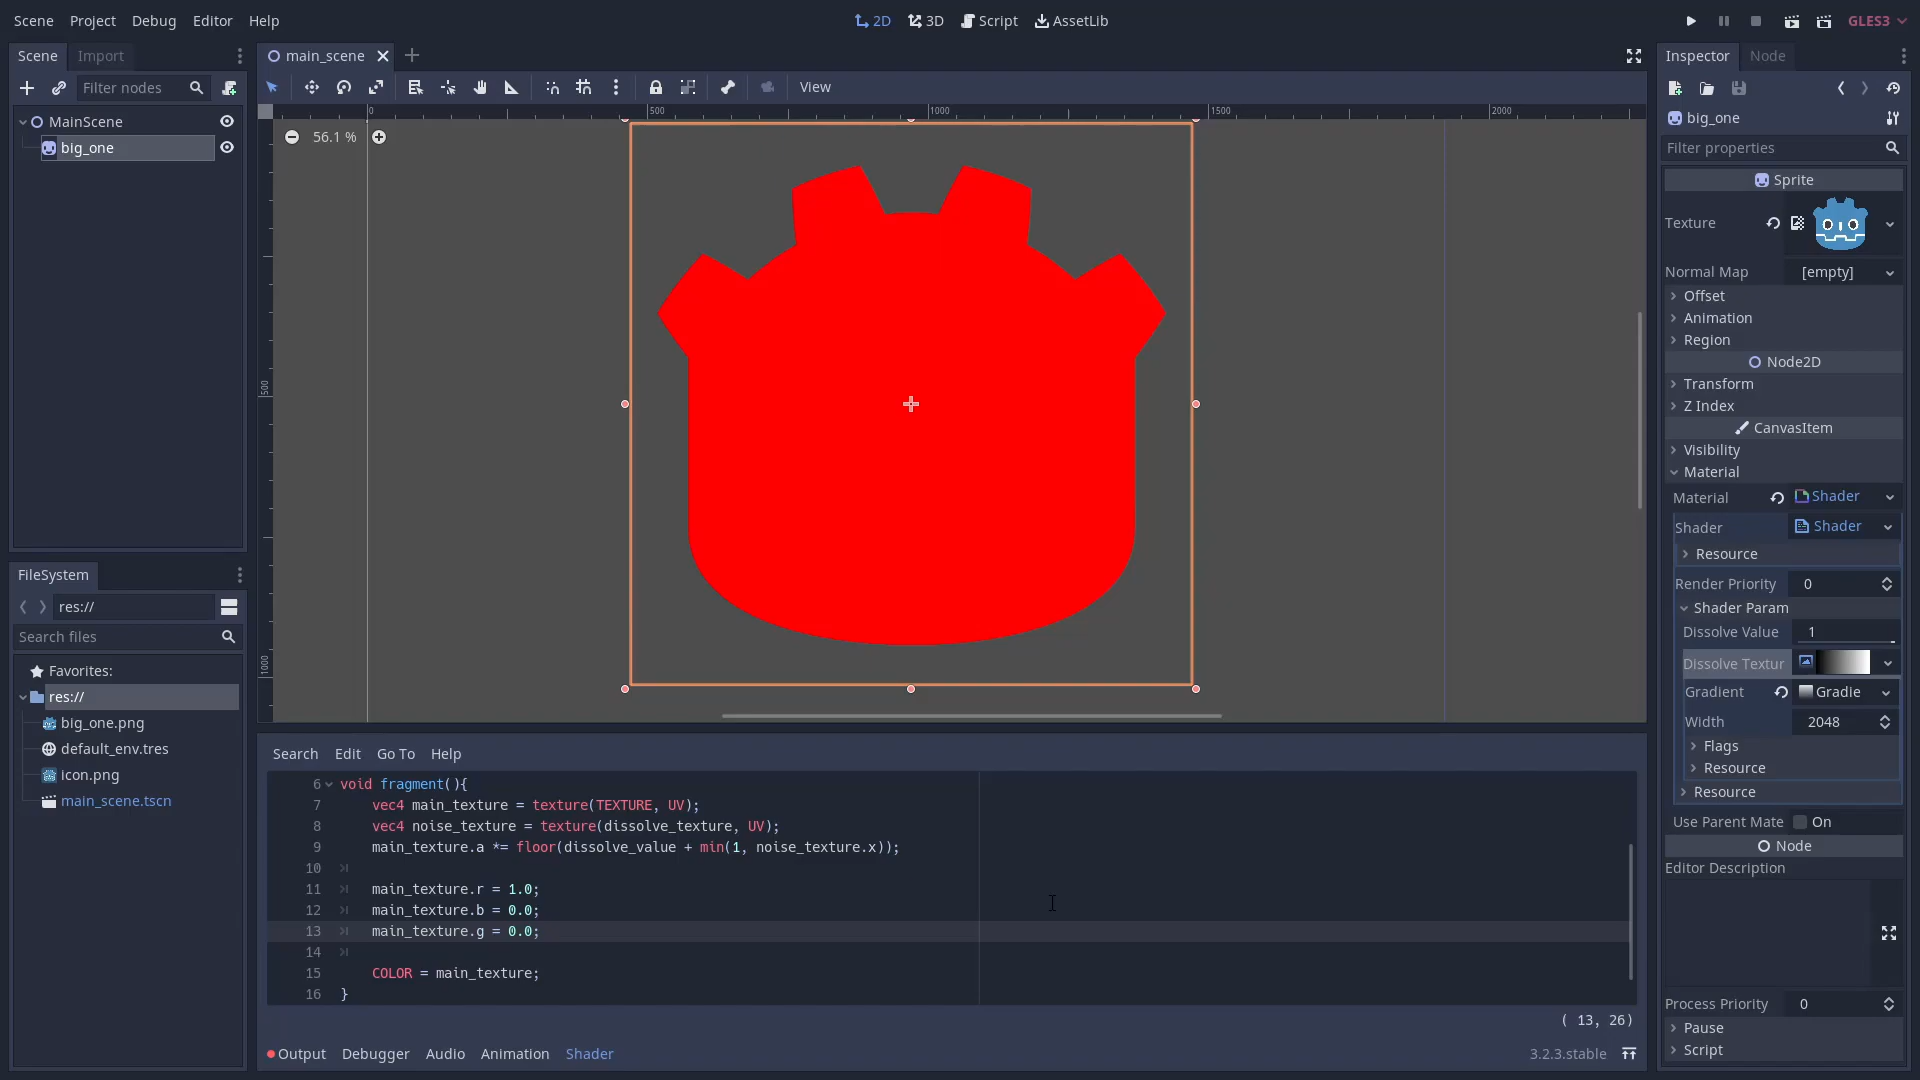 Scene Project Debug Editor Help
2D 3D Script AssetLib
GLES3
Scene Import
Filter nodes
MainScene
big_one
FileSystem
res://
Search files
Favorites:
res://
big_one.png
default_env.tres
icon.png
main_scene.tscn
main_scene
View
0 500 1000 1500 2000
56.1 %
500
1000
Search Edit Go To Help
6 void fragment(){
7 vec4 main_texture = texture(TEXTURE, UV);
8 vec4 noise_texture = texture(dissolve_texture, UV);
9 main_texture.a *= floor(dissolve_value + min(1, noise_texture.x));
10
11 main_texture.r = 1.0;
12 main_texture.b = 0.0;
13 main_texture.g = 0.0;
14
15 COLOR = main_texture;
16 }
( 13, 26)
Output Debugger Audio Animation Shader
3.2.3.stable
Inspector Node
big_one
Filter properties
Sprite
Texture
Normal Map [empty]
Offset
Animation
Region
Node2D
Transform
Z Index
CanvasItem
Visibility
Material
Material Shader
Shader Shader
Resource
Render Priority 0
Shader Param
Dissolve Value 1
Dissolve Textur
Gradient Gradie
Width 2048
Flags
Resource
Resource
Use Parent Mate On
Node
Editor Description
Process Priority 0
Pause
Script